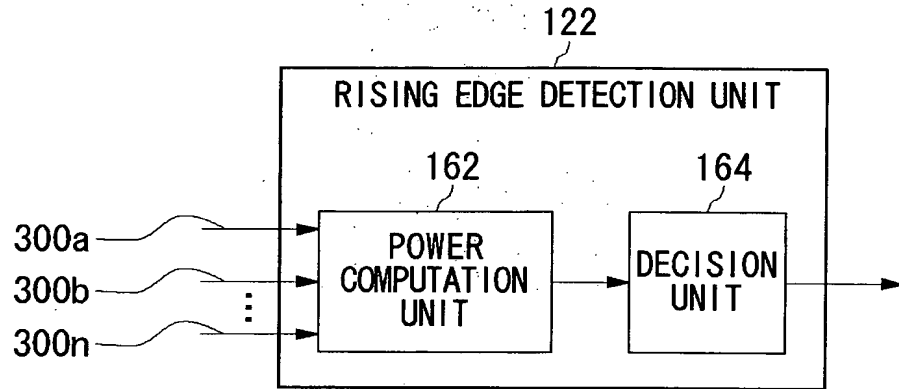 122
RISING EDGE DETECTION UNIT
162
164
300a
300b
300n
POWER
COMPUTATION
UNIT
DECISION
UNIT